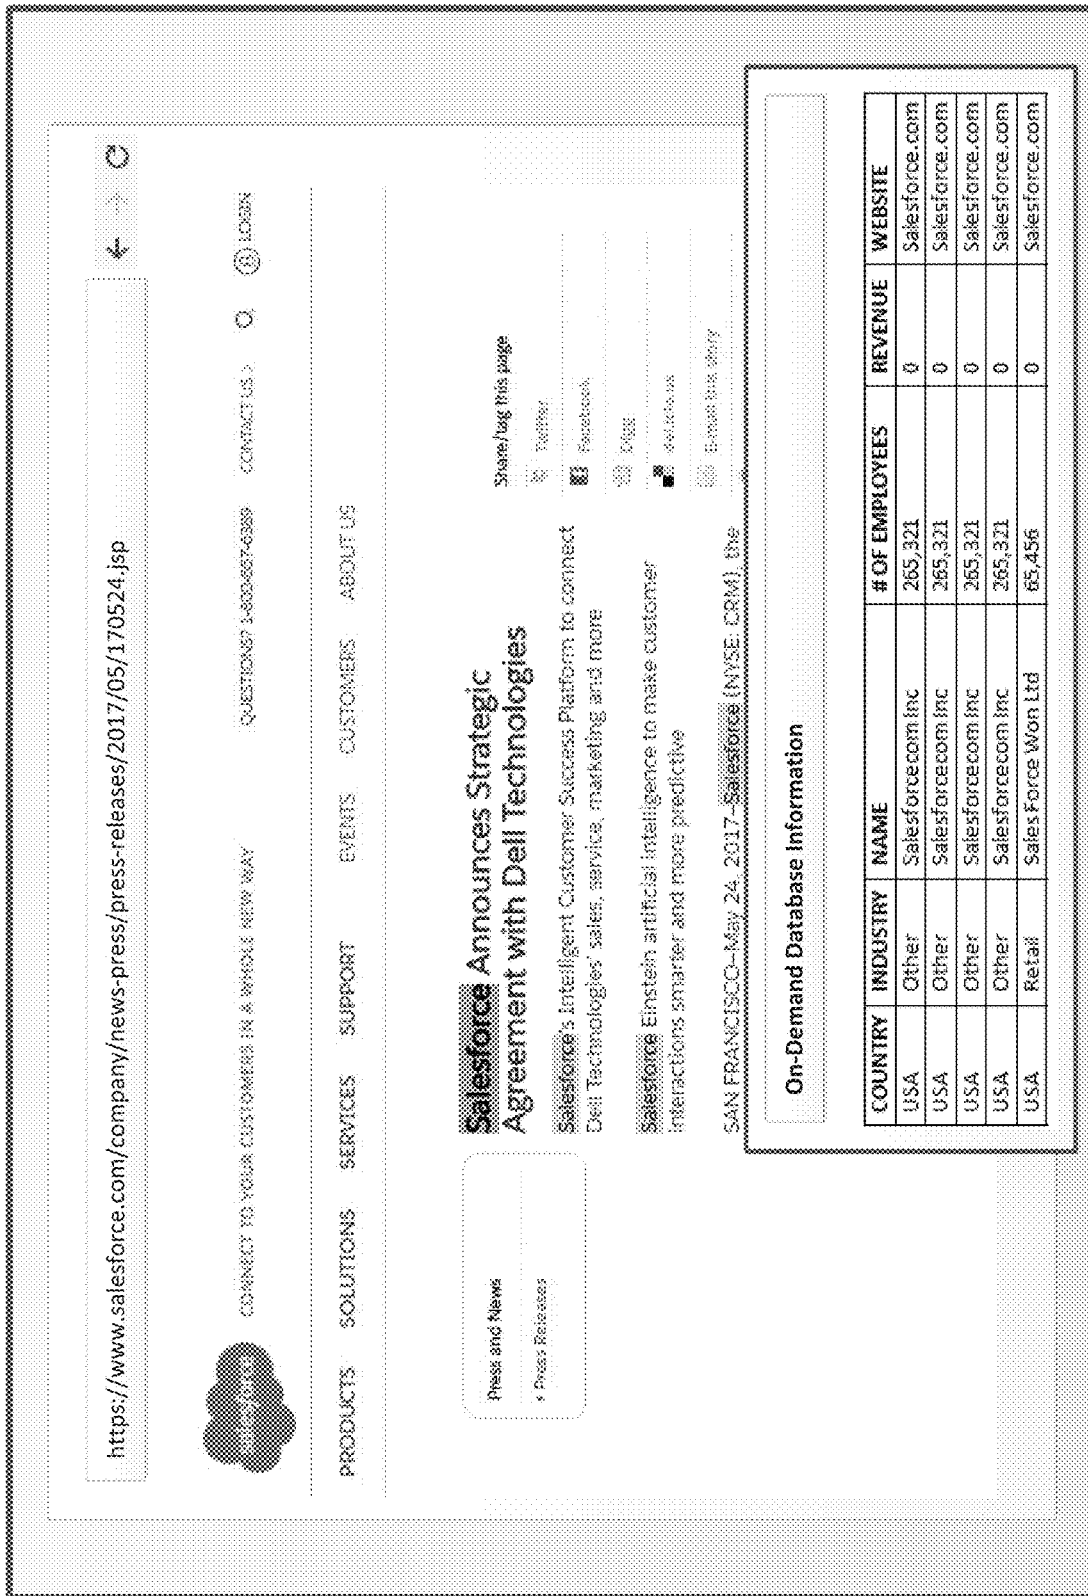 https://www.salesforce.com/company/news-press/press-releases/2017/05/170524.jsp
CONNECT TO YOUR CUSTOMERS IN A WHOLE NEW WAY
CONTACT US >
LOGIN
PRODUCTS SOLUTIONS SERVICES SUPPORT EVENTS CUSTOMERS ABOUT US
Press and News
Press Releases
Salesforce Announces Strategic
Agreement with Dell Technologies
Salesforce's Intelligent Customer Success Platform to connect
Dell Technologies' sales, service, marketing and more
Salesforce Einstein artificial intelligence to make customer
interactions smarter and more predictive
SAN FRANCISCO—May 24, 2017—Salesforce (NYSE: CRM), the
Share/tag this page
Twitter
Facebook
Digg
del.icio.us
E-mail this story
On-Demand Database Information
COUNTRY INDUSTRY NAME # OF EMPLOYEES REVENUE WEBSITE
USA Other Salesforcecom Inc 265,321 0 Salesforce.com
USA Other Salesforcecom Inc 265,321 0 Salesforce.com
USA Other Salesforcecom Inc 265,321 0 Salesforce.com
USA Other Salesforcecom Inc 265,321 0 Salesforce.com
USA Retail Sales Force Won Ltd 65,456 0 Salesforce.com